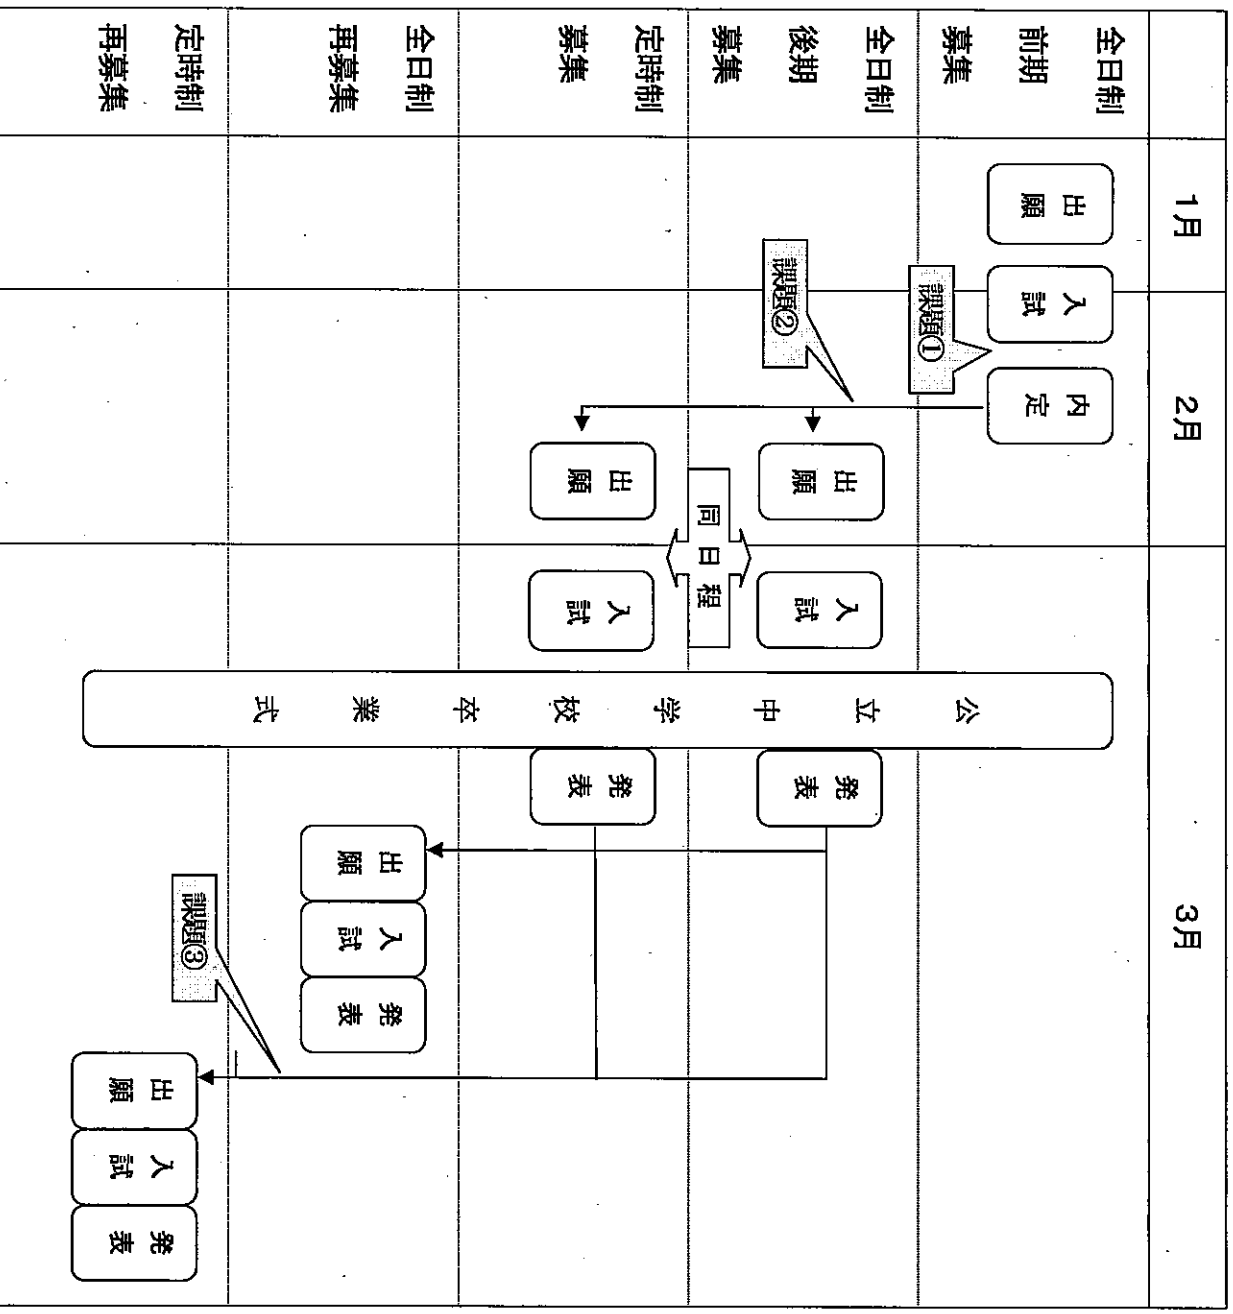 1月
2月
3月
全日制
前期
募集
出願
入試
内定
課題①
全日制
後期
募集
課題②
出願
入試
発表
同日程
定時制
募集
出願
入試
発表
公立中学校卒業式
全日制
再募集
出願
入試
発表
定時制
再募集
課題③
出願
入試
発表